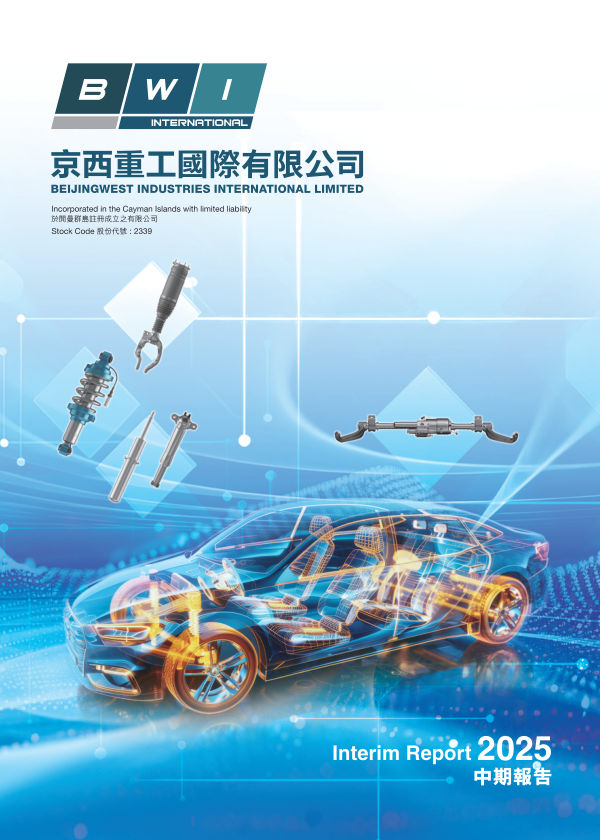 BWI
INTERNATIONAL
京西重工國際有限公司
BEIJINGWEST INDUSTRIES INTERNATIONAL LIMITED
Incorporated in the Cayman Islands with limited liability
於開曼群島註冊成立之有限公司
Stock Code 股份代號 : 2339
Interim Report 2025
中期報告